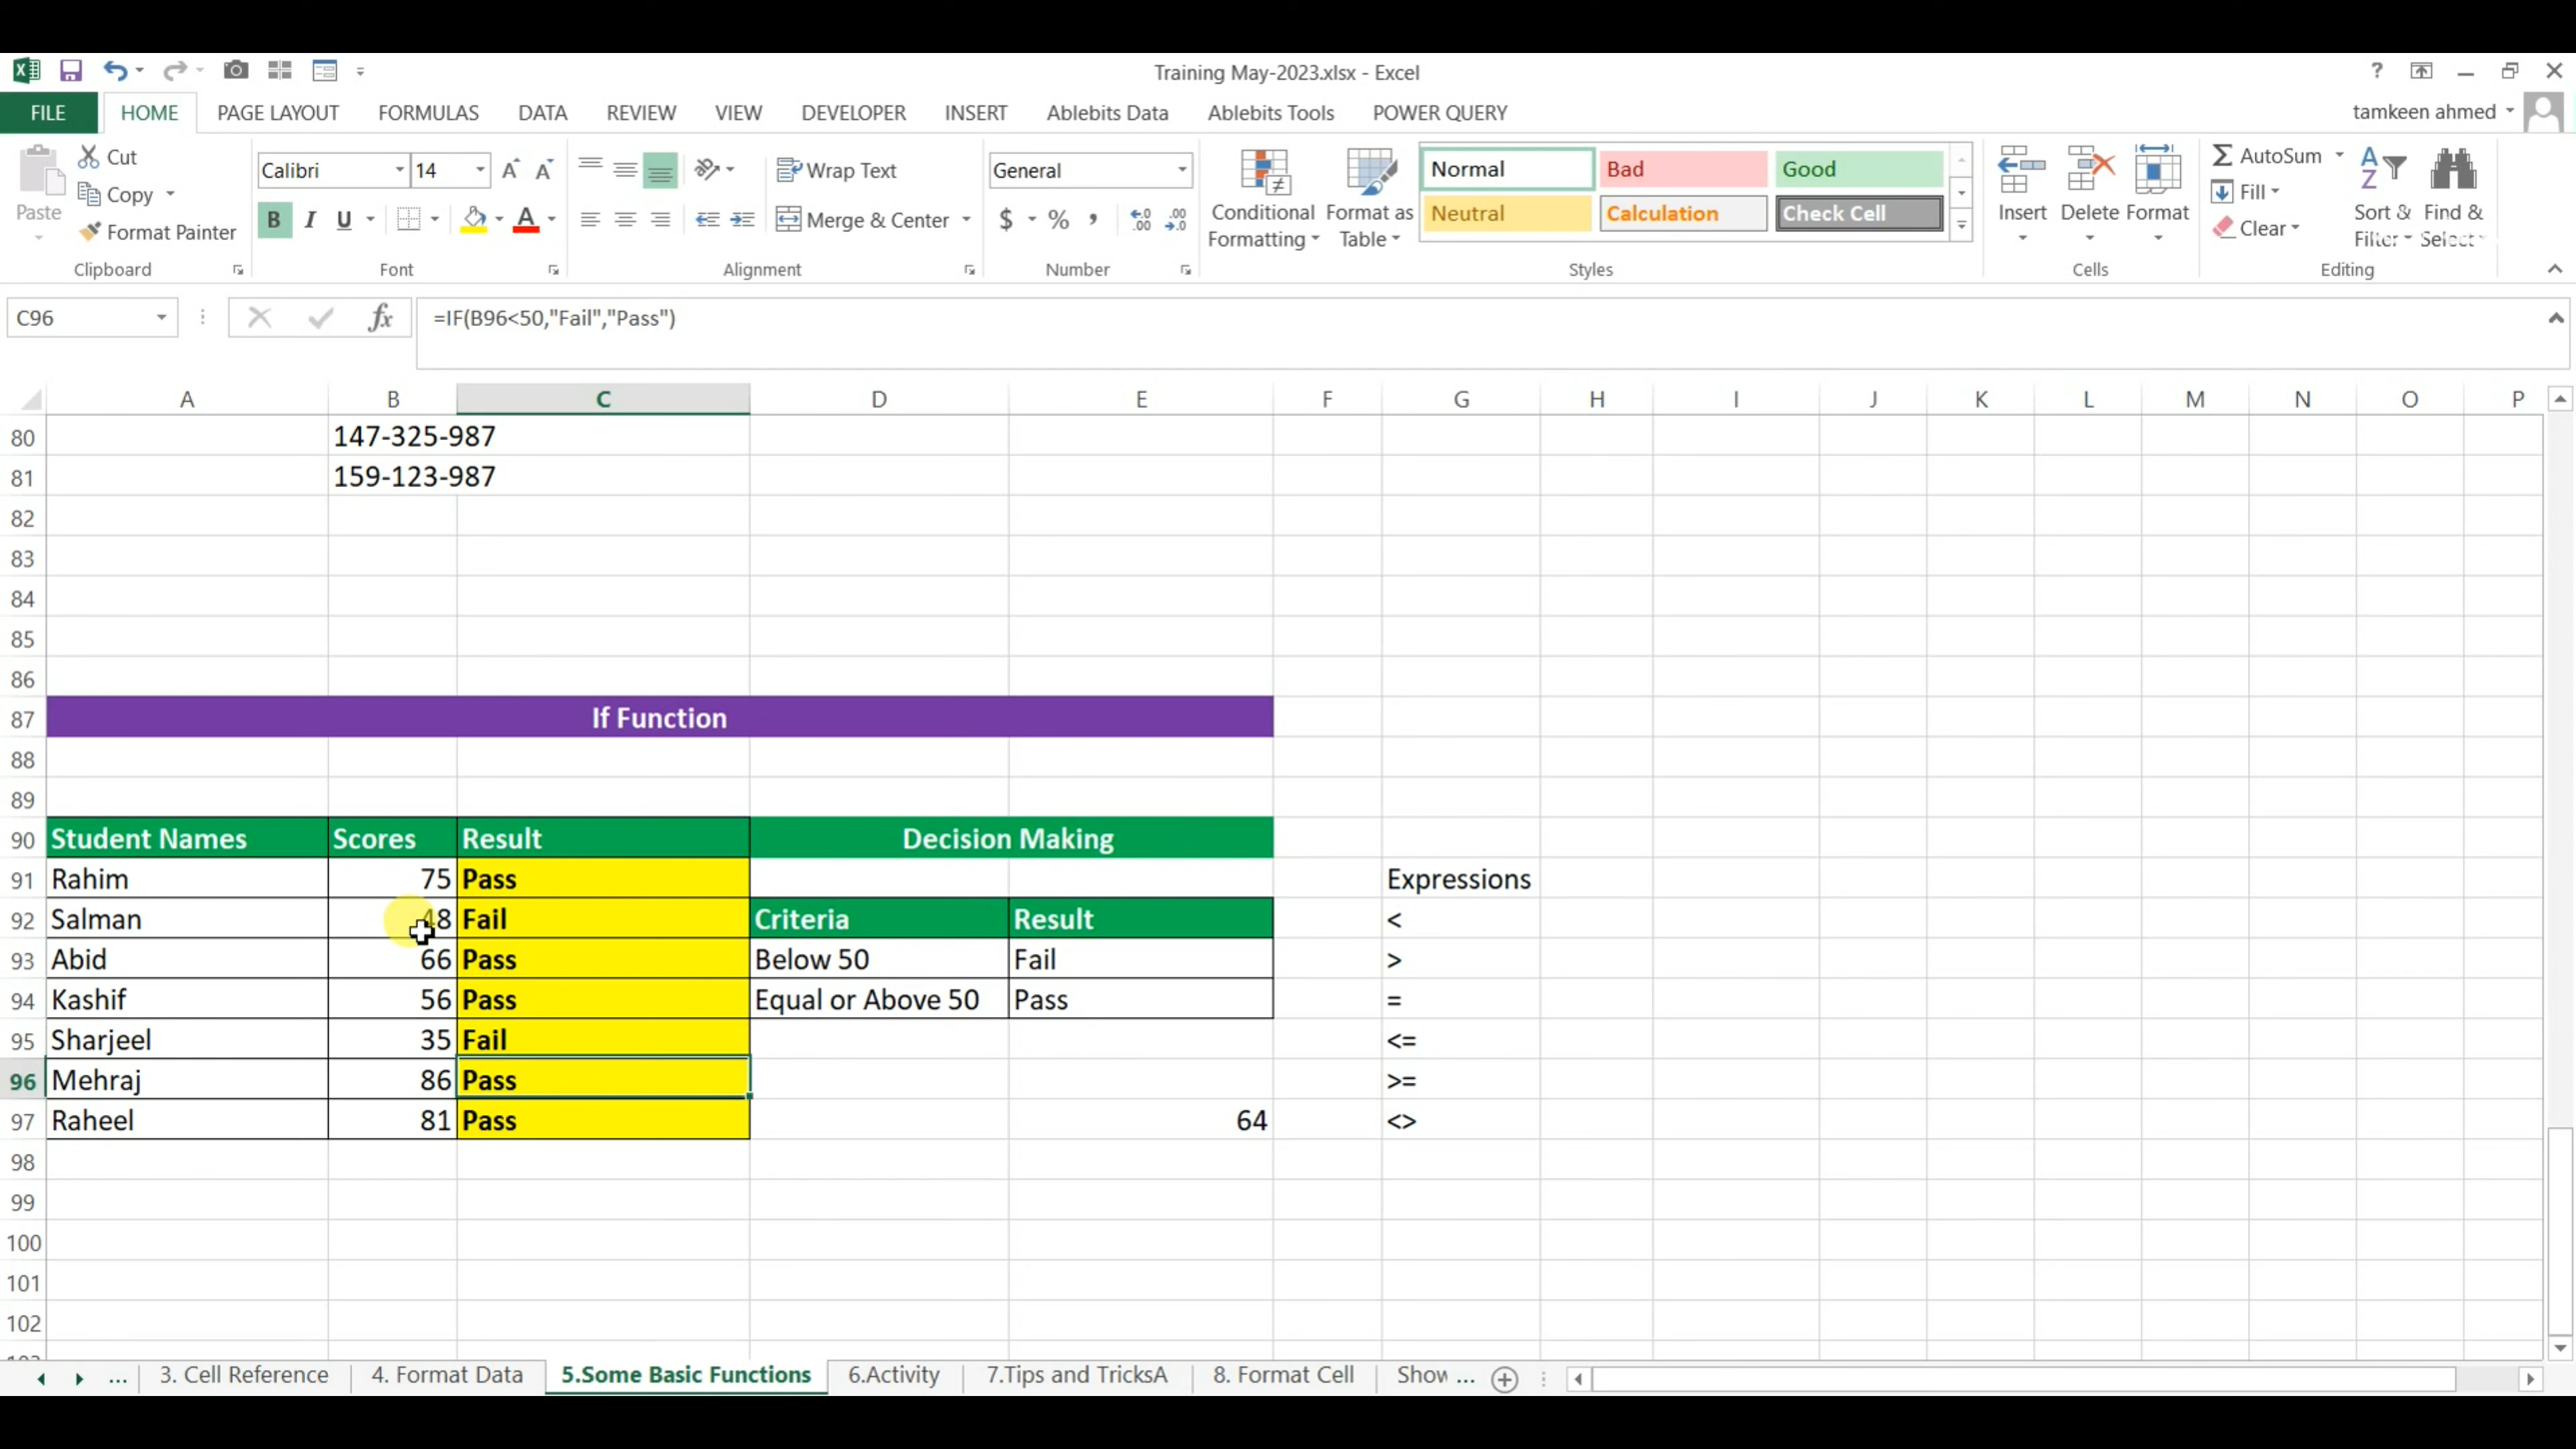 Training May-2023.xlsx - Excel
?
FILE HOME PAGE LAYOUT FORMULAS DATA REVIEW VIEW DEVELOPER INSERT Ablebits Data Ablebits Tools POWER QUERY tamkeen ahmed
Paste
Cut
Copy
Format Painter
Clipboard
Calibri 14
B I U
Font
Wrap Text
Merge & Center
Alignment
General
$ % ,
Number
Conditional Formatting
Format as Table
Normal Bad Good
Neutral Calculation Check Cell
Styles
Insert Delete Format
Cells
AutoSum
Fill
Clear
Sort & Filter
Find & Select
Editing
C96 fx =IF(B96<50,"Fail","Pass")
A B C D E F G H I J K L M N O P
80 147-325-987
81 159-123-987
82
83
84
85
86
87 If Function
88
89
90 Student Names Scores Result Decision Making
91 Rahim 75 Pass Expressions
92 Salman 48 Fail Criteria Result <
93 Abid 66 Pass Below 50 Fail >
94 Kashif 56 Pass Equal or Above 50 Pass =
95 Sharjeel 35 Fail <=
96 Mehraj 86 Pass >=
97 Raheel 81 Pass 64 <>
98
99
100
101
102
... 3. Cell Reference 4. Format Data 5.Some Basic Functions 6.Activity 7.Tips and TricksA 8. Format Cell Show ...